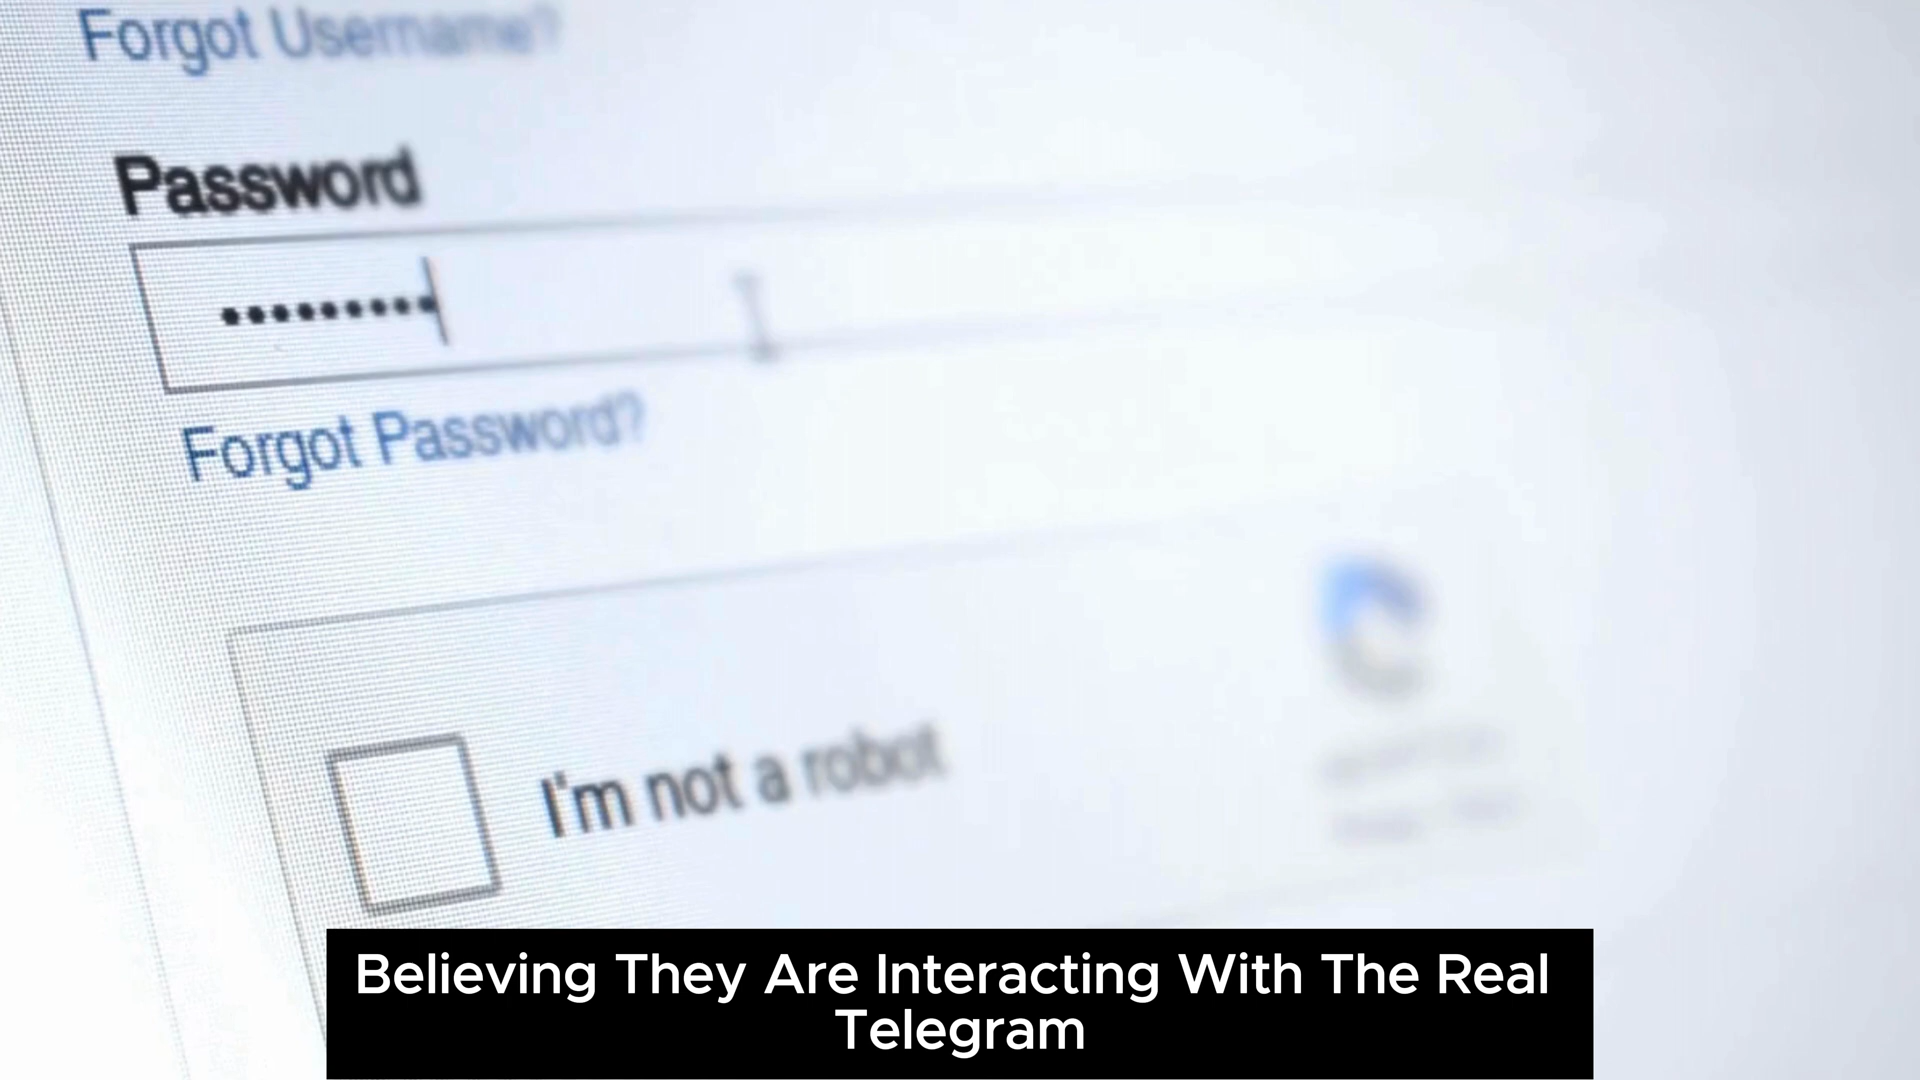 Forgot Username?
Password
Forgot Password?
I'm not a robot
Believing They Are Interacting With The Real
Telegram